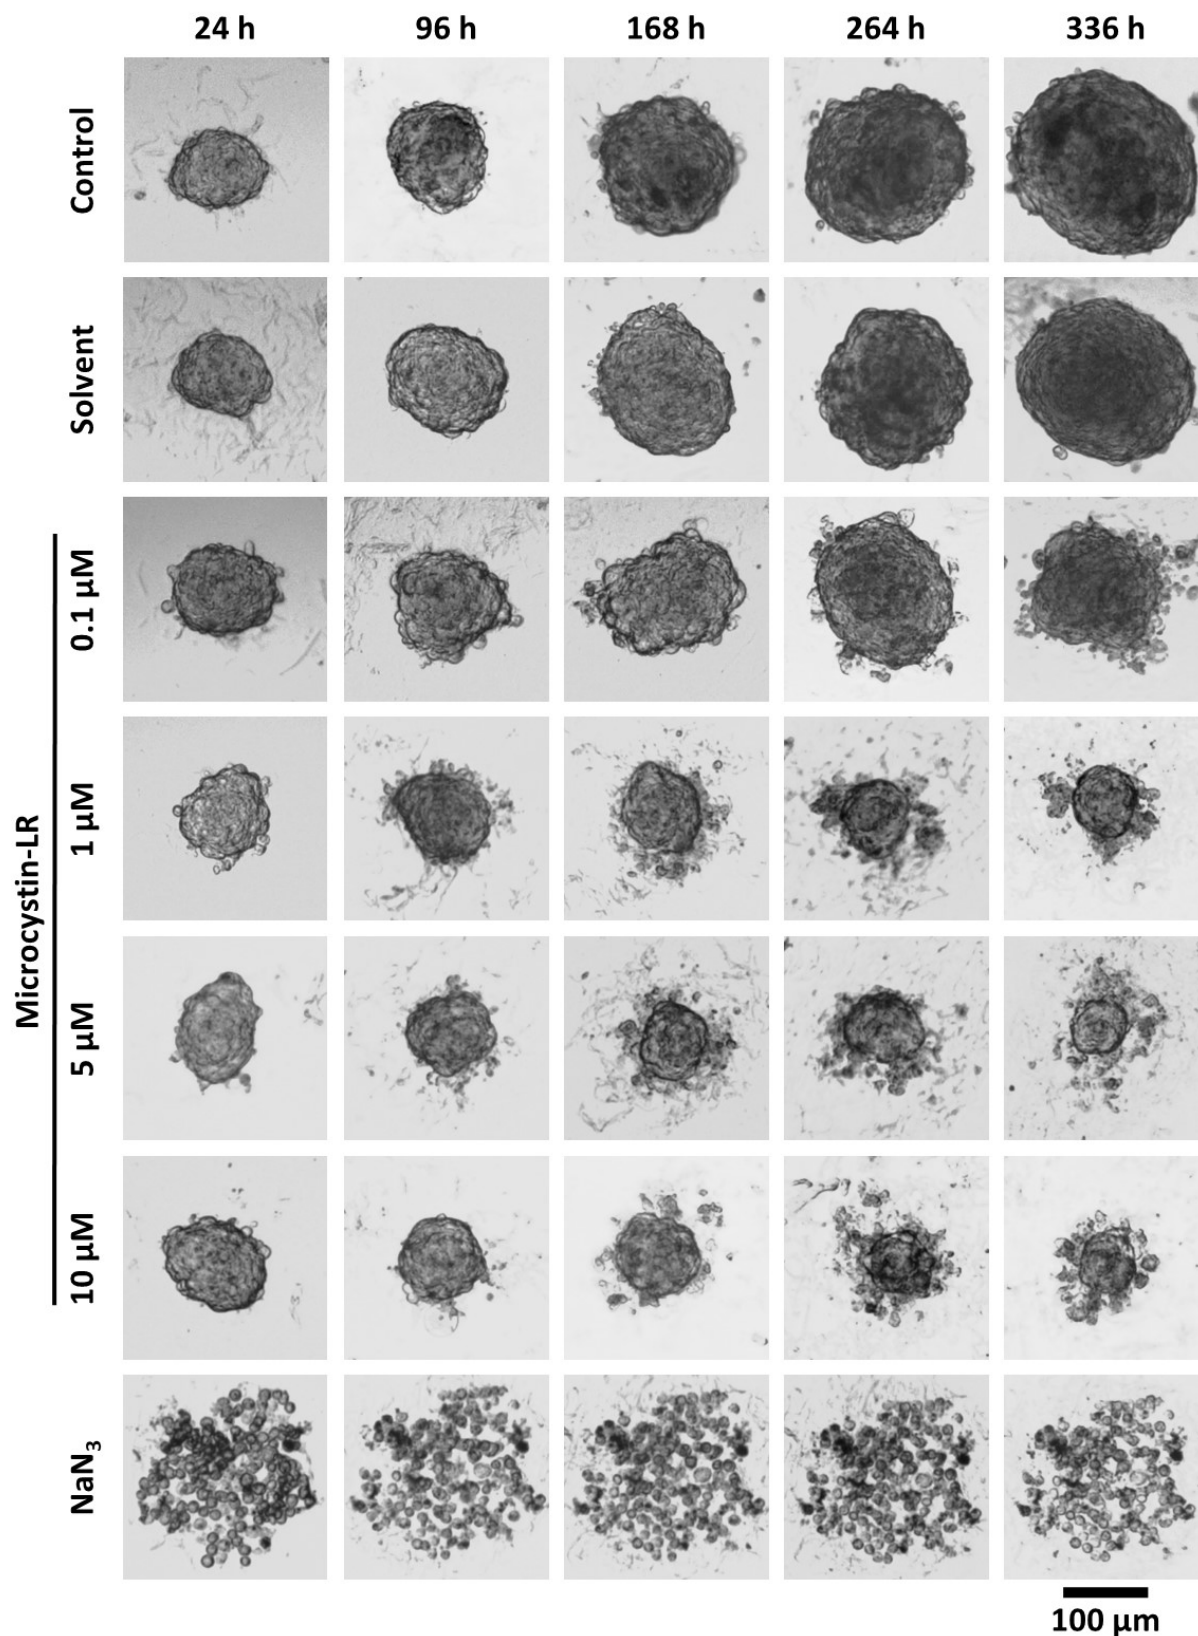 24 h 96 h 168 h 264 h 336 h
Control
Solvent
Microcystin-LR
0.1 µM
1 µM
5 µM
10 µM
NaN₃
100 µm